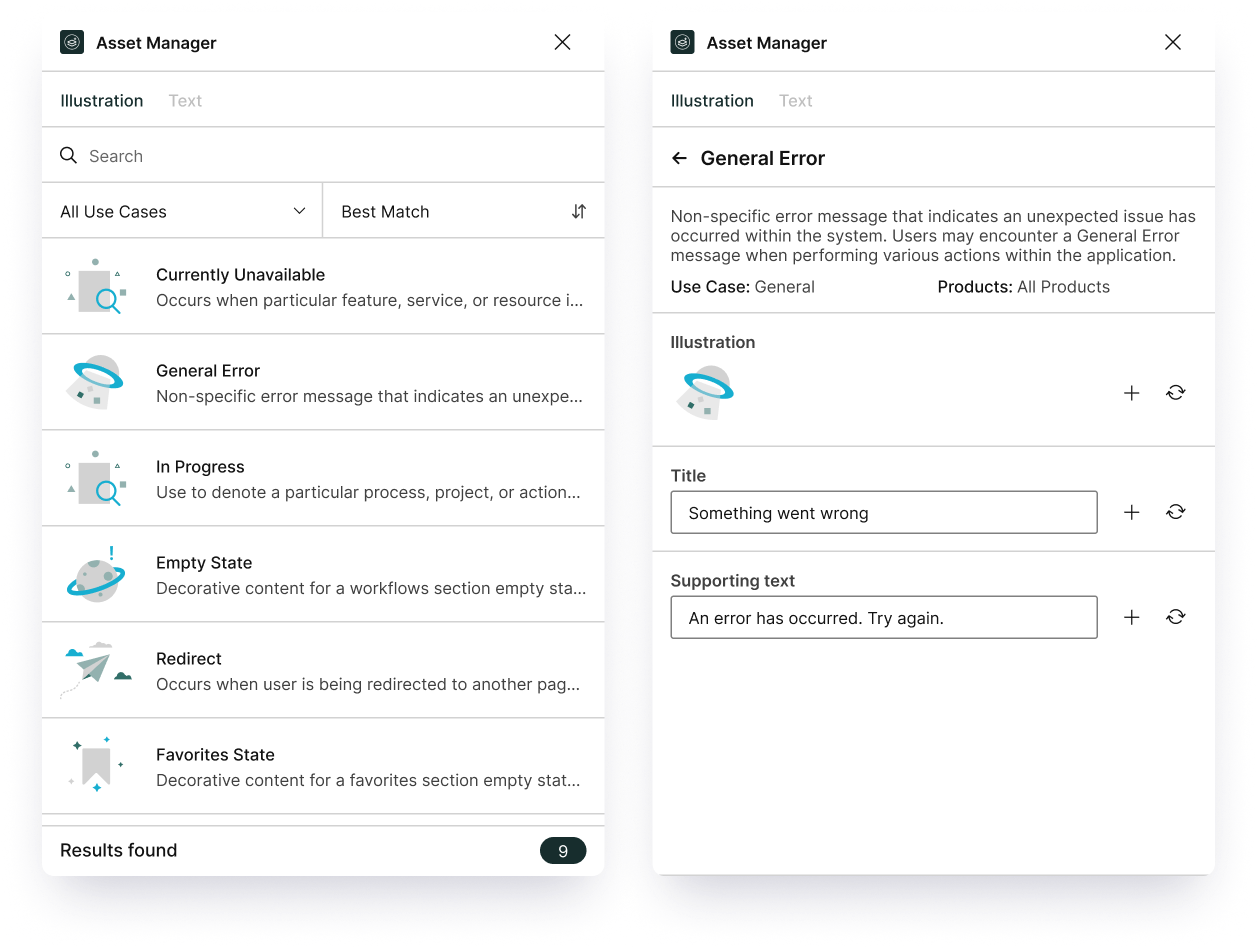 Asset Manager
Illustration Text
Search
All Use Cases
Best Match
Currently Unavailable
Occurs when particular feature, service, or resource i...
General Error
Non-specific error message that indicates an unexpe...
In Progress
Use to denote a particular process, project, or action...
Empty State
Decorative content for a workflows section empty sta...
Redirect
Occurs when user is being redirected to another pag...
Favorites State
Decorative content for a favorites section empty stat...
Results found 9
Asset Manager
Illustration Text
General Error
Non-specific error message that indicates an unexpected issue has
occurred within the system. Users may encounter a General Error
message when performing various actions within the application.
Use Case: General Products: All Products
Illustration
Title
Something went wrong
Supporting text
An error has occurred. Try again.